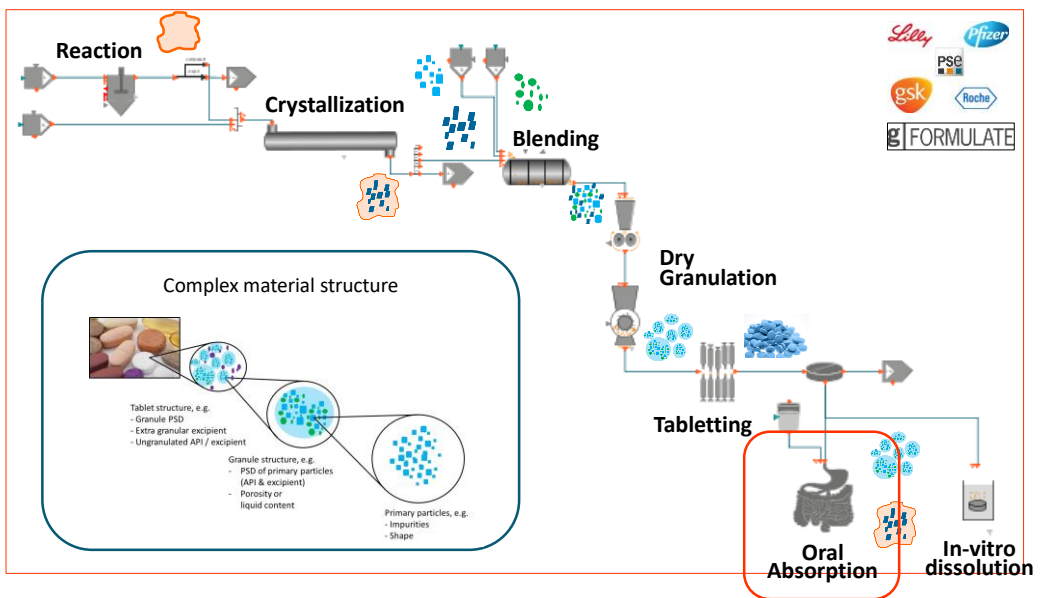 Reaction
Crystallization
Blending
Dry
Granulation
Tabletting
Oral
Absorption
In-vitro
dissolution
Lilly
Pfizer
PSE
gsk
Roche
g FORMULATE
Complex material structure
Tablet structure, e.g.
- Granule PSD
- Extra granular excipient
- Ungranulated API / excipient
Granule structure, e.g.
- PSD of primary particles
(API & excipient)
- Porosity or
liquid content
Primary particles, e.g.
- Impurities
- Shape